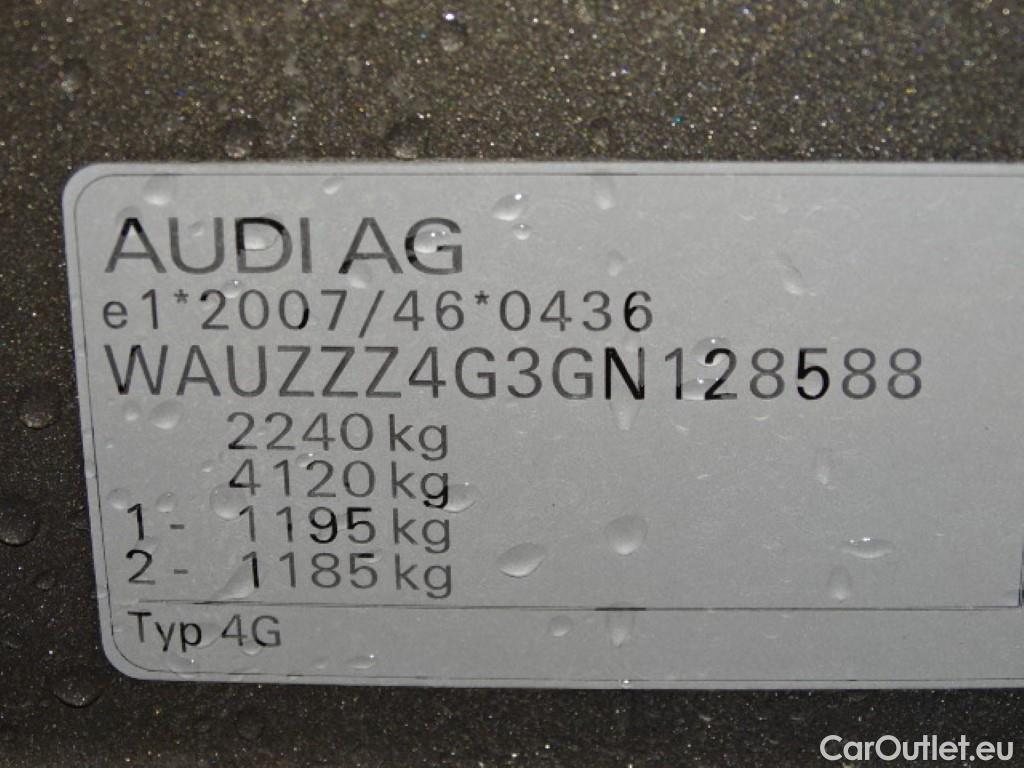 AUDI AG
e1*2007/46*0436
WAUZZZ4G3GN128588
2240 kg
4120 kg
1- 1195 kg
2- 1185 kg
Typ 4G
CarOutlet.eu